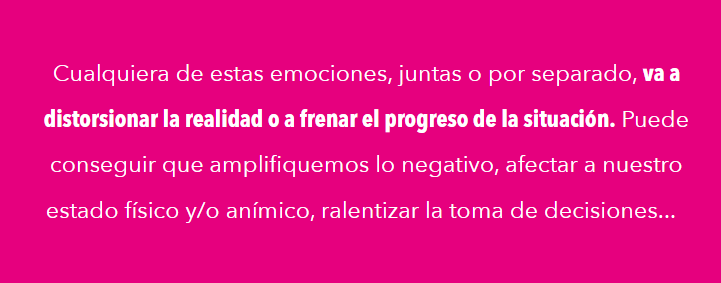 Cualquiera de estas emociones, juntas o por separado, va a
distorsionar la realidad o a frenar el progreso de la situación. Puede
conseguir que amplifiquemos lo negativo, afectar a nuestro
estado físico y/o anímico, ralentizar la toma de decisiones...